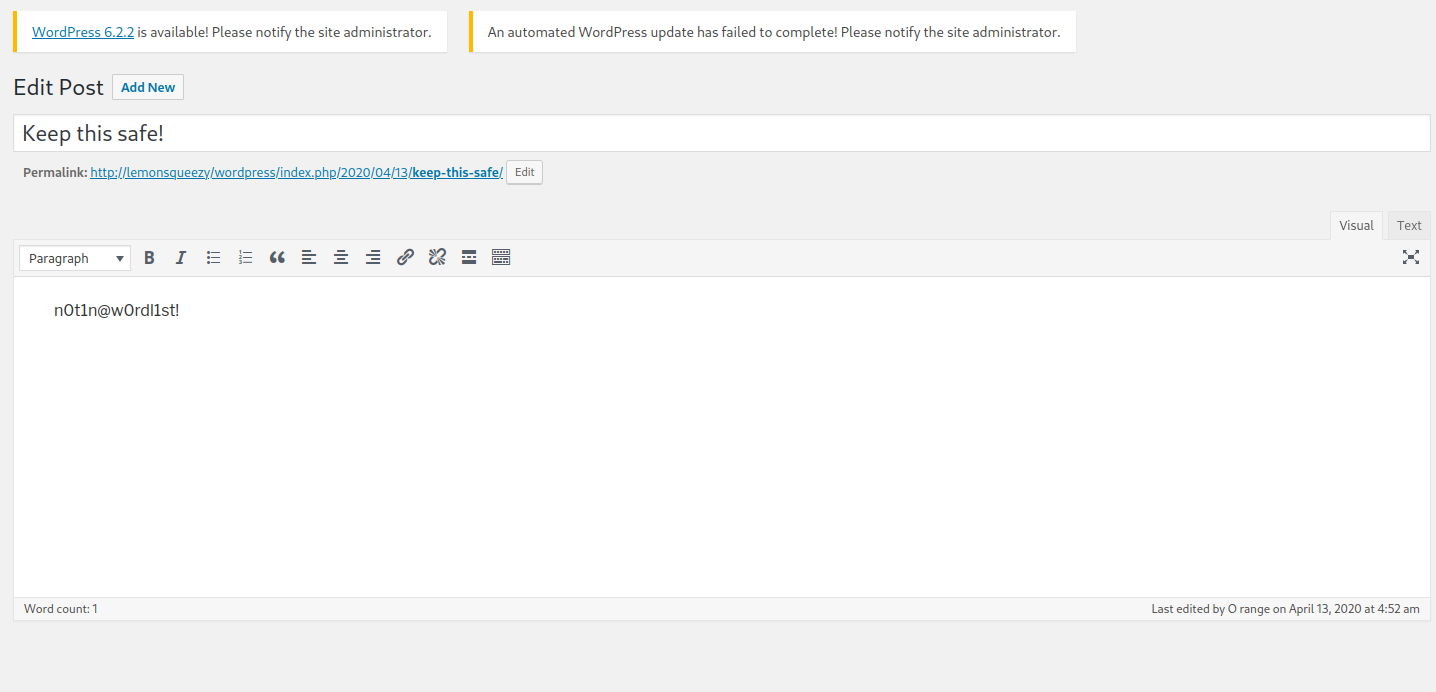 WordPress 6.2.2 is available! Please notify the site administrator. An automated WordPress update has failed to complete! Please notify the site administrator.
Edit Post Add New
Keep this safe!
Permalink: http://lemonsqueezy/wordpress/index.php/2020/04/13/keep-this-safe/ Edit
Visual Text
Paragraph
n0t1n@w0rdl1st!
Word count: 1 Last edited by O range on April 13, 2020 at 4:52 am